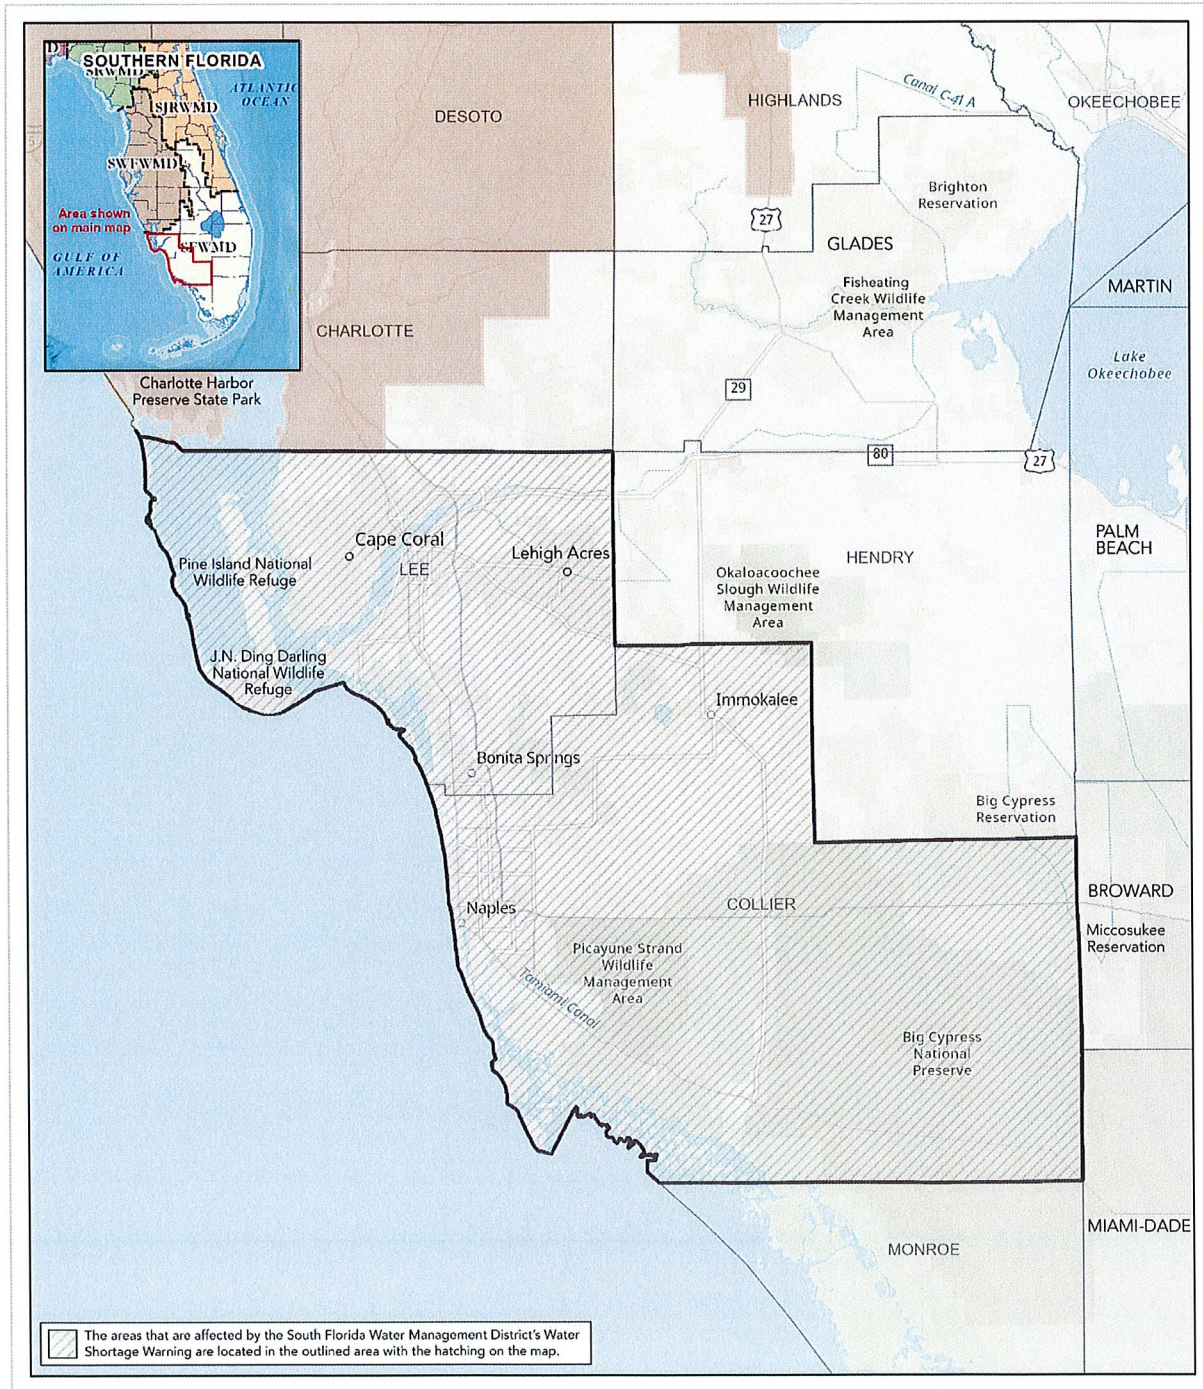 SOUTHERN FLORIDA
SRWMD
ATLANTIC
OCEAN
SJRWMD
SWFWMD
Area shown
on main map
SFWMD
GULF OF
AMERICA
DESOTO
HIGHLANDS
Canal C-41 A
OKEECHOBEE
Brighton
Reservation
27
GLADES
MARTIN
Fisheating
Creek Wildlife
Management
Area
CHARLOTTE
Lake
Okeechobee
Charlotte Harbor
Preserve State Park
29
80
27
PALM
BEACH
Cape Coral
LEE
Lehigh Acres
HENDRY
Pine Island National
Wildlife Refuge
Okaloacoochee
Slough Wildlife
Management
Area
J.N. Ding Darling
National Wildlife
Refuge
Immokalee
Bonita Springs
Big Cypress
Reservation
BROWARD
Naples
COLLIER
Miccosukee
Reservation
Picayune Strand
Wildlife
Management
Area
Tamiami Canal
Big Cypress
National
Preserve
MIAMI-DADE
MONROE
The areas that are affected by the South Florida Water Management District's Water
Shortage Warning are located in the outlined area with the hatching on the map.